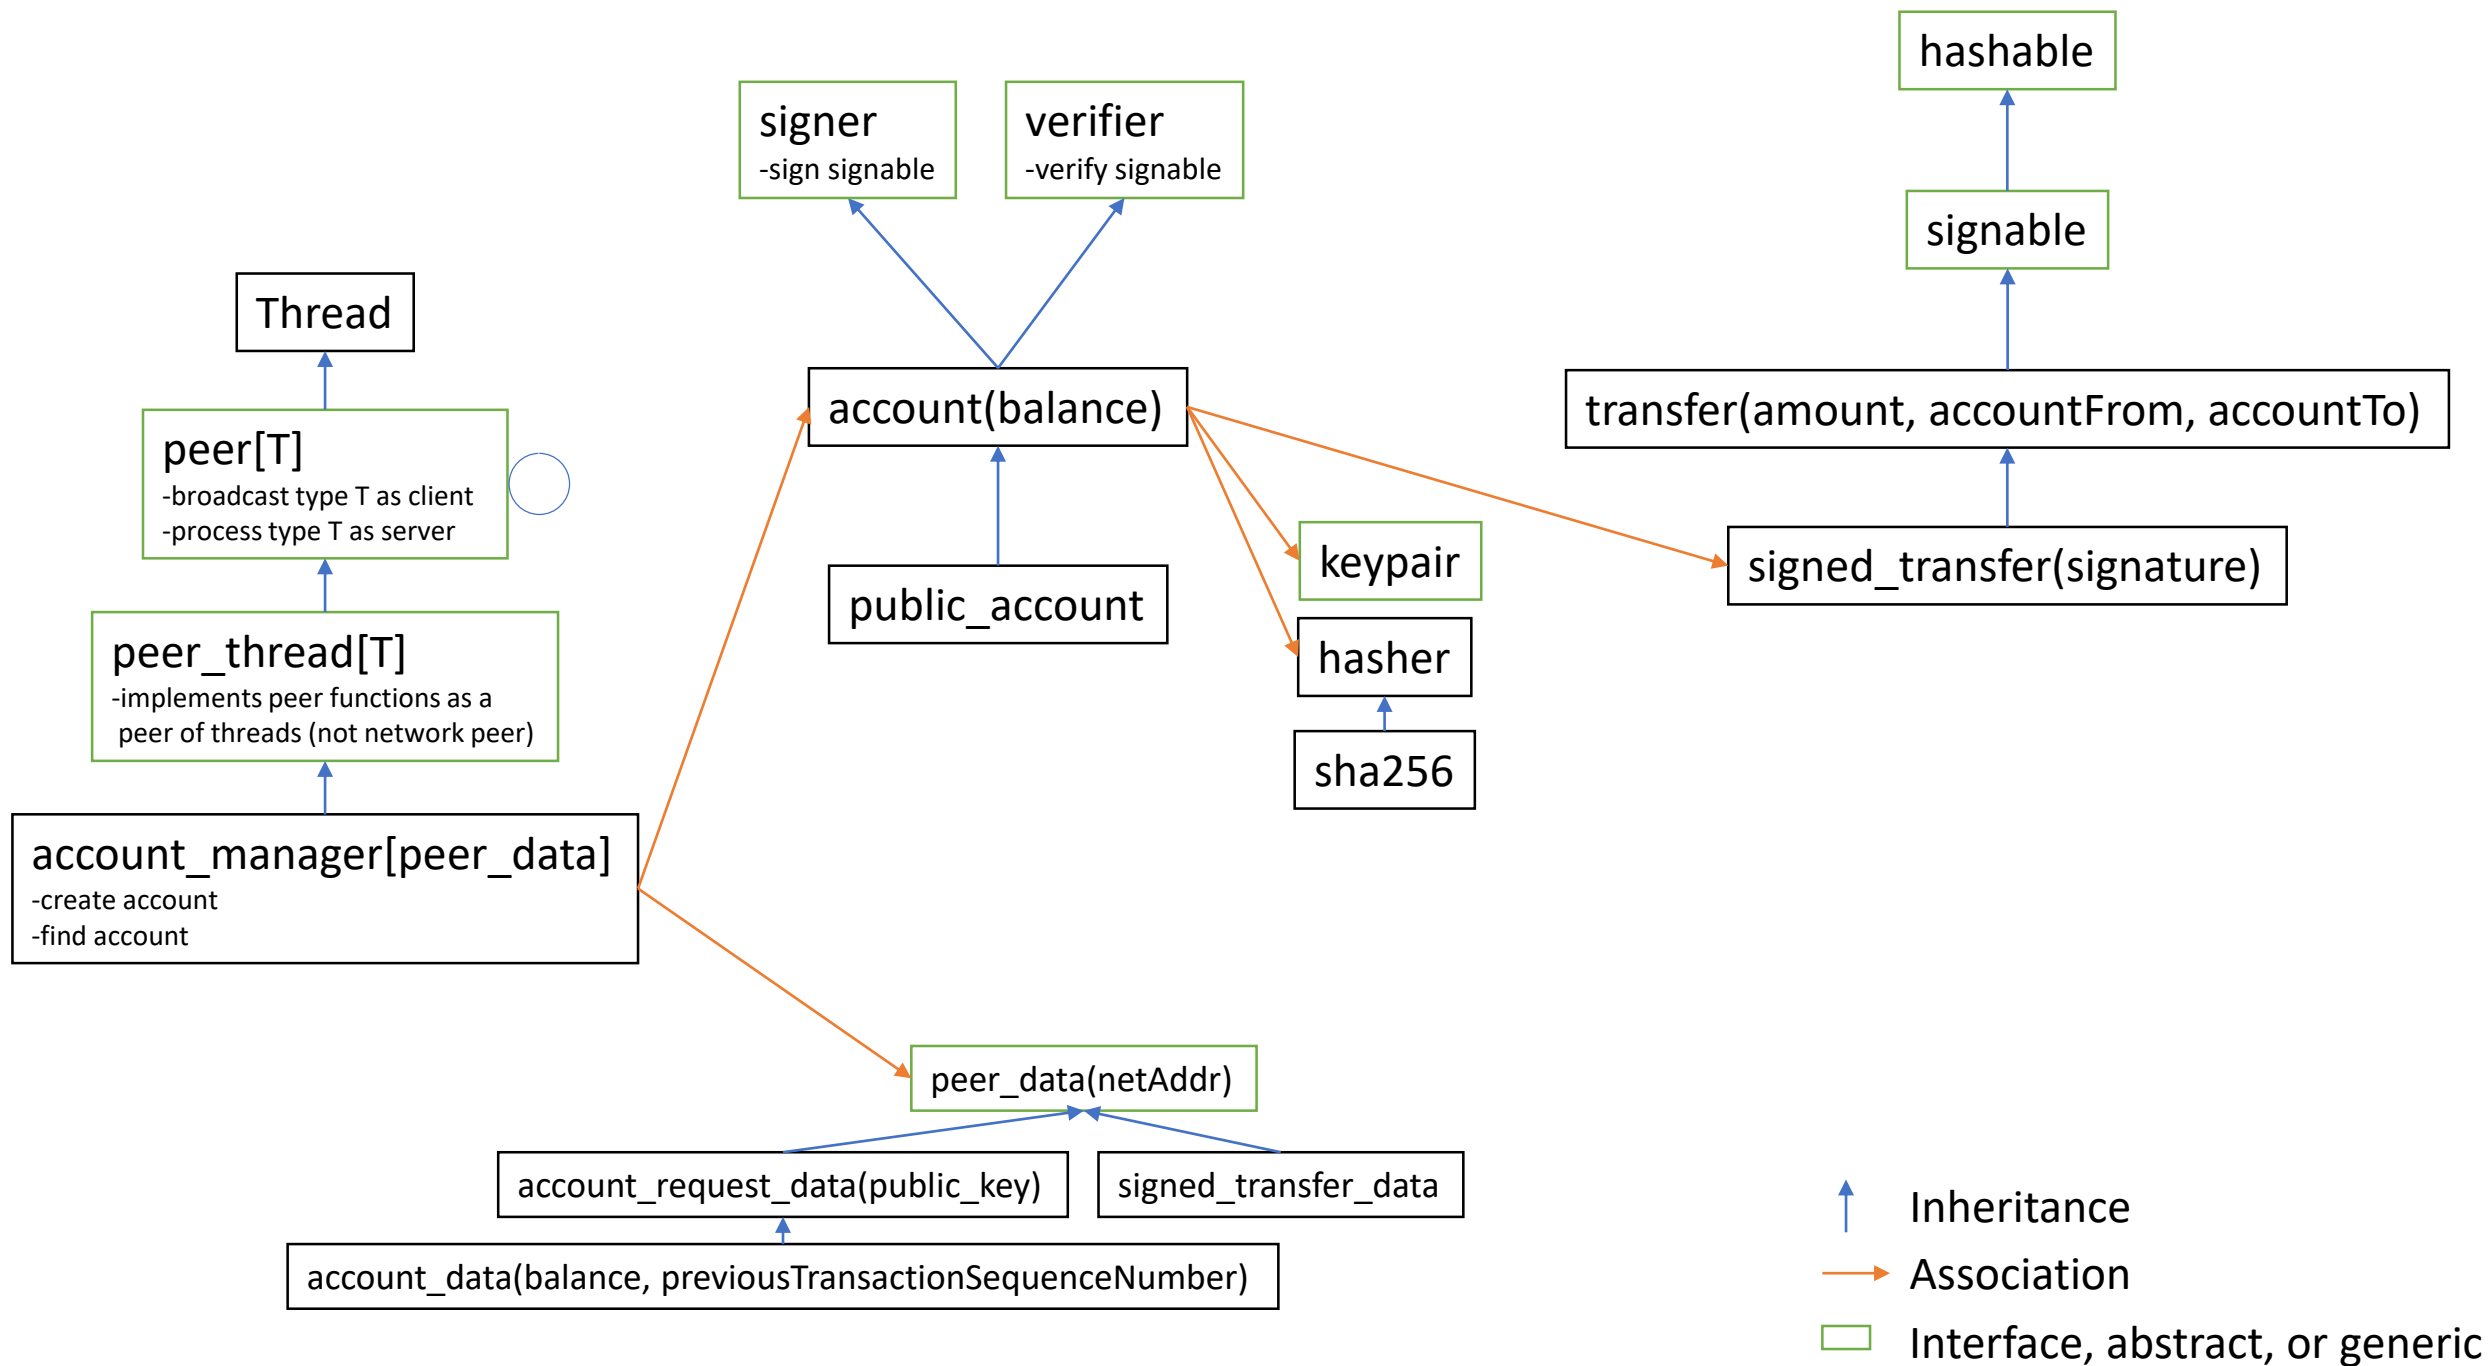 hashable
signer
-sign signable
verifier
-verify signable
signable
Thread
account(balance)
transfer(amount, accountFrom, accountTo)
peer[T]
-broadcast type T as client
-process type T as server
keypair
signed_transfer(signature)
public_account
peer_thread[T]
-implements peer functions as a
peer of threads (not network peer)
hasher
sha256
account_manager[peer_data]
-create account
-find account
peer_data(netAddr)
account_request_data(public_key)
signed_transfer_data
account_data(balance, previousTransactionSequenceNumber)
Inheritance
Association
Interface, abstract, or generic